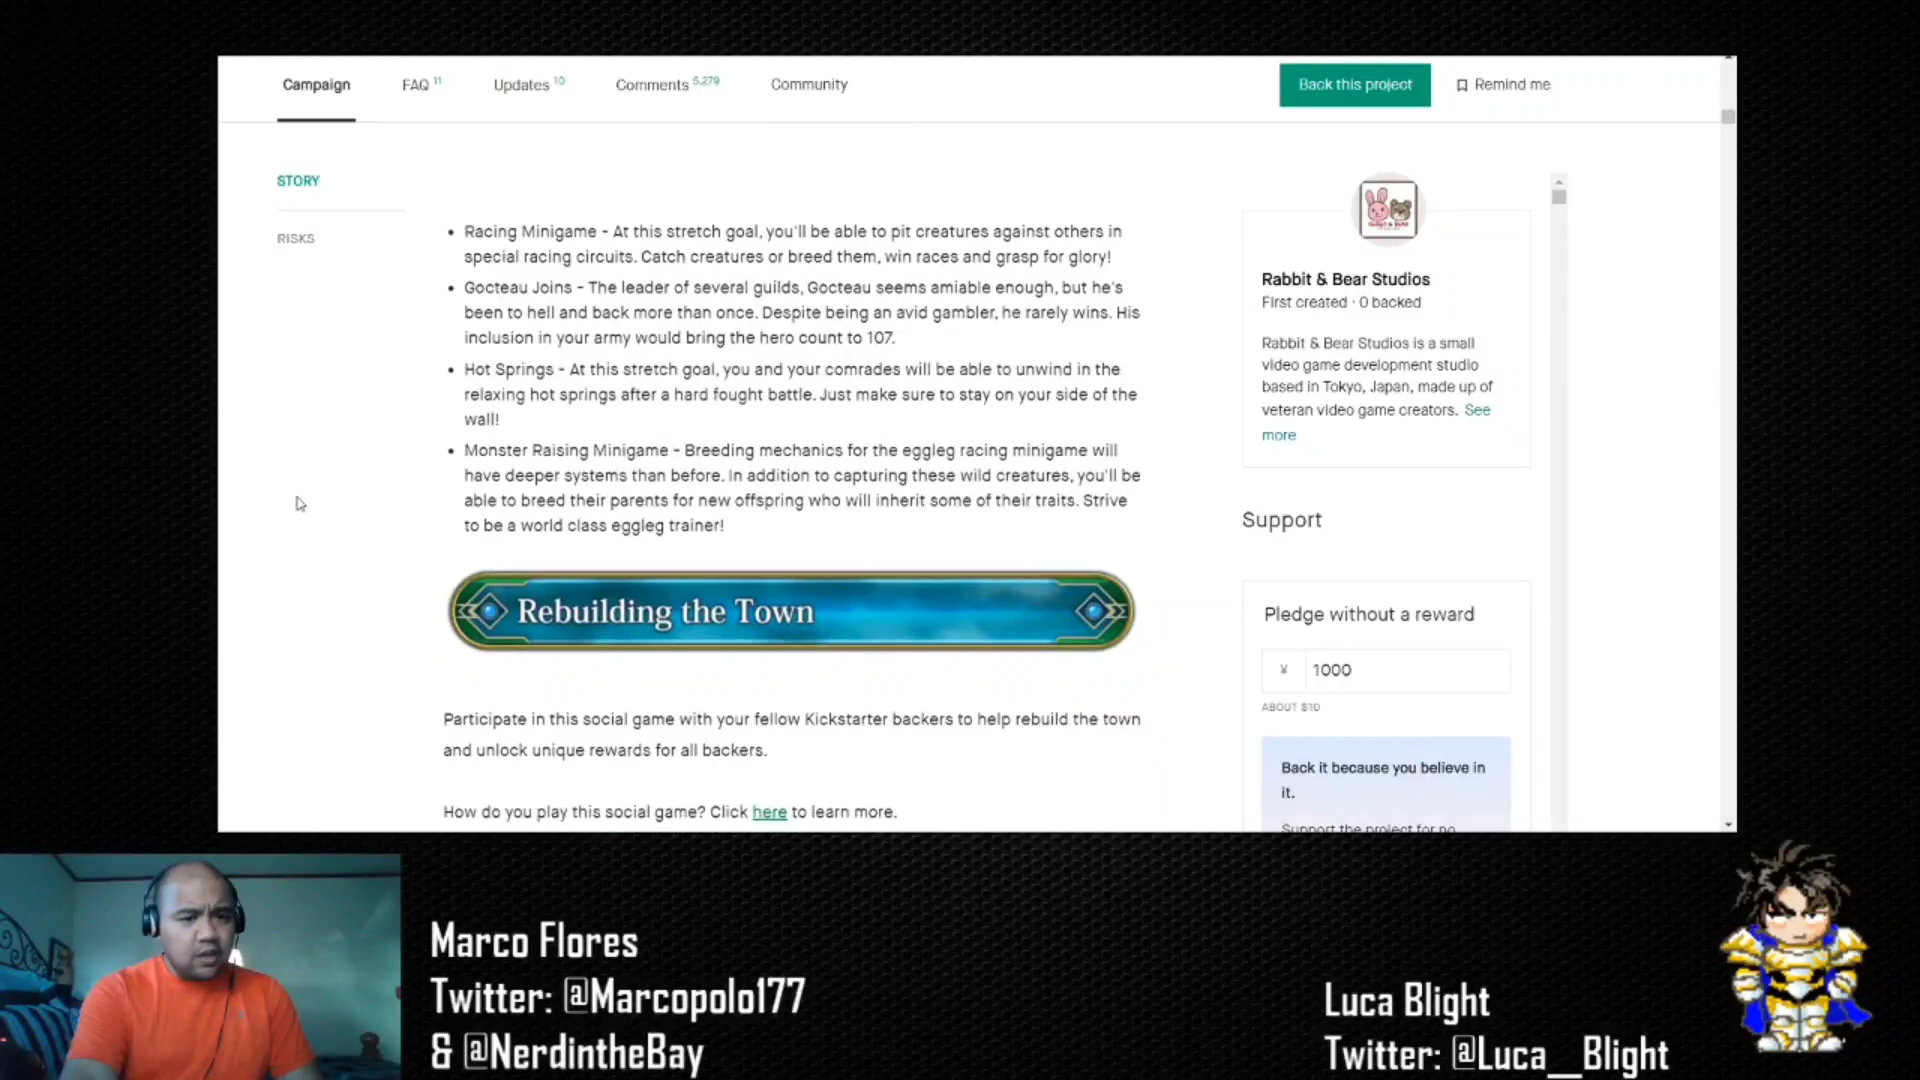 Campaign FAQ 11 Updates 10 Comments 5,279 Community Back this project Remind me
STORY
RISKS
• Racing Minigame - At this stretch goal, you'll be able to pit creatures against others in
special racing circuits. Catch creatures or breed them, win races and grasp for glory!
• Gocteau Joins - The leader of several guilds, Gocteau seems amiable enough, but he's
been to hell and back more than once. Despite being an avid gambler, he rarely wins. His
inclusion in your army would bring the hero count to 107.
• Hot Springs - At this stretch goal, you and your comrades will be able to unwind in the
relaxing hot springs after a hard fought battle. Just make sure to stay on your side of the
wall!
• Monster Raising Minigame - Breeding mechanics for the eggleg racing minigame will
have deeper systems than before. In addition to capturing these wild creatures, you'll be
able to breed their parents for new offspring who will inherit some of their traits. Strive
to be a world class eggleg trainer!
Rebuilding the Town
Participate in this social game with your fellow Kickstarter backers to help rebuild the town
and unlock unique rewards for all backers.
How do you play this social game? Click here to learn more.
Rabbit & Bear Studios
First created · 0 backed
Rabbit & Bear Studios is a small
video game development studio
based in Tokyo, Japan, made up of
veteran video game creators. See
more
Support
Pledge without a reward
¥ 1000
ABOUT $10
Back it because you believe in
it.
Support the project for no
Marco Flores
Twitter: @Marcopolo177
& @NerdintheBay
Luca Blight
Twitter: @Luca__Blight